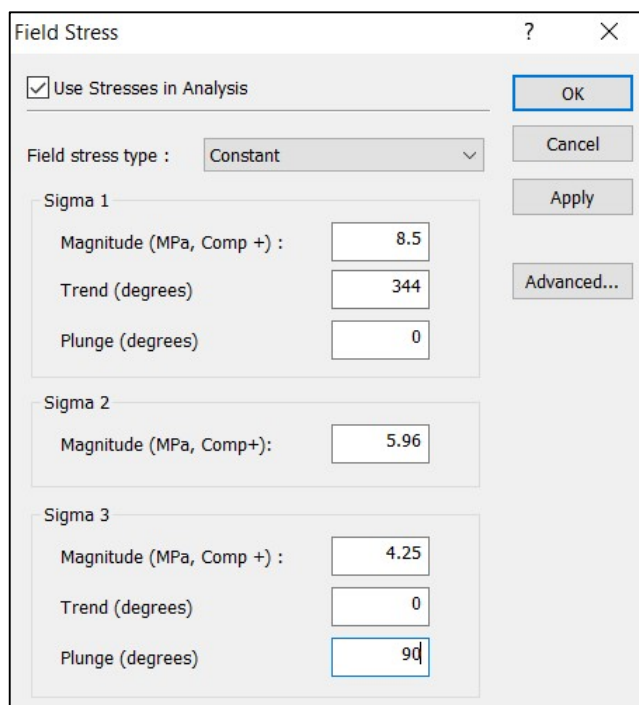 Field Stress ? ×
Use Stresses in Analysis
OK
Field stress type : Constant
Cancel
Sigma 1
Apply
Magnitude (MPa, Comp +) : 8.5
Trend (degrees) 344
Advanced...
Plunge (degrees) 0
Sigma 2
Magnitude (MPa, Comp+): 5.96
Sigma 3
Magnitude (MPa, Comp +) : 4.25
Trend (degrees) 0
Plunge (degrees) 90